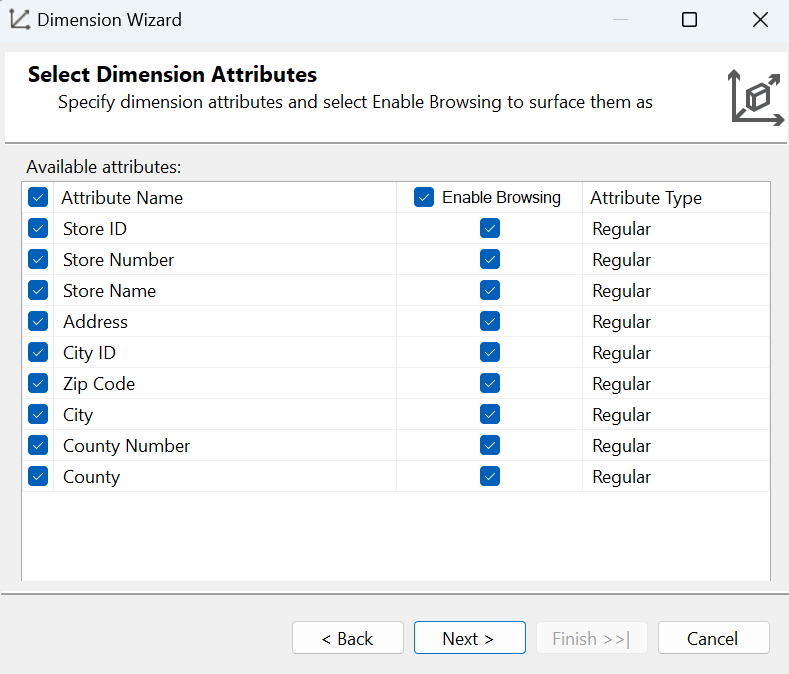 Dimension Wizard
Select Dimension Attributes
Specify dimension attributes and select Enable Browsing to surface them as
Available attributes:
Attribute Name Enable Browsing Attribute Type
Store ID Regular
Store Number Regular
Store Name Regular
Address Regular
City ID Regular
Zip Code Regular
City Regular
County Number Regular
County Regular
< Back Next > Finish >>| Cancel